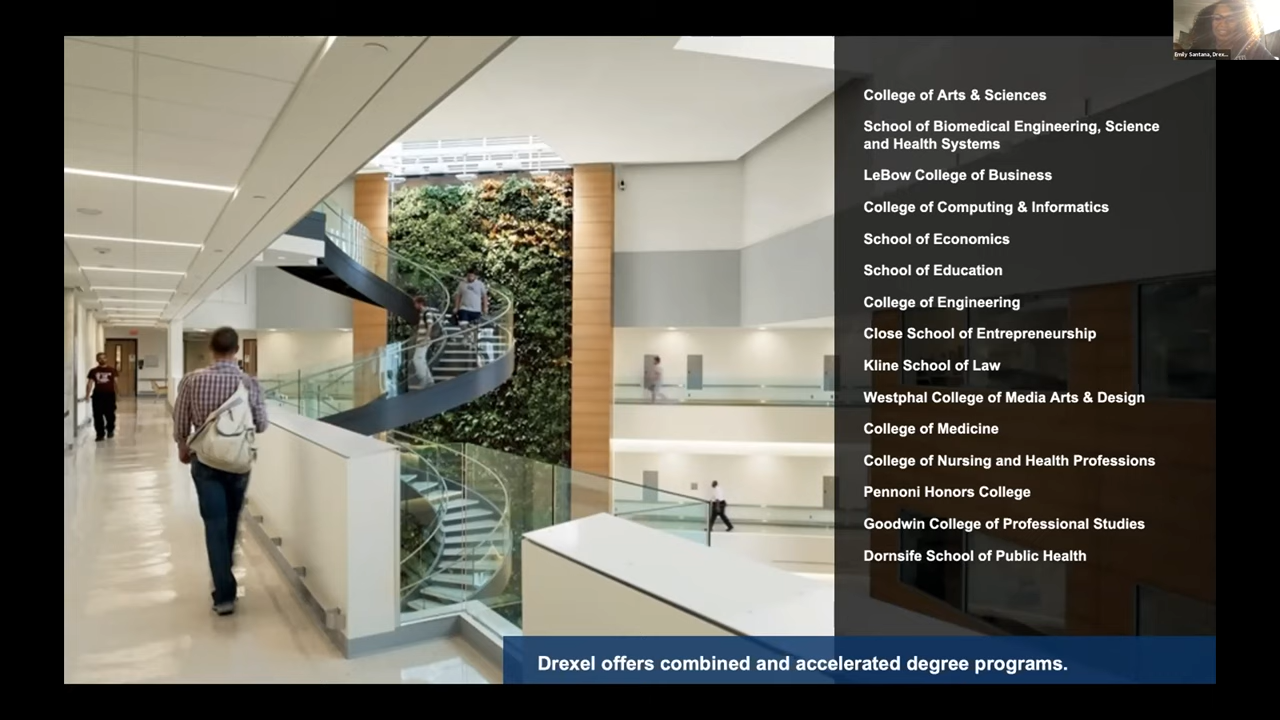 Emily Santana, Drex...
College of Arts & Sciences
School of Biomedical Engineering, Science
and Health Systems
LeBow College of Business
College of Computing & Informatics
School of Economics
School of Education
College of Engineering
Close School of Entrepreneurship
Kline School of Law
Westphal College of Media Arts & Design
College of Medicine
College of Nursing and Health Professions
Pennoni Honors College
Goodwin College of Professional Studies
Dornsife School of Public Health
Drexel offers combined and accelerated degree programs.